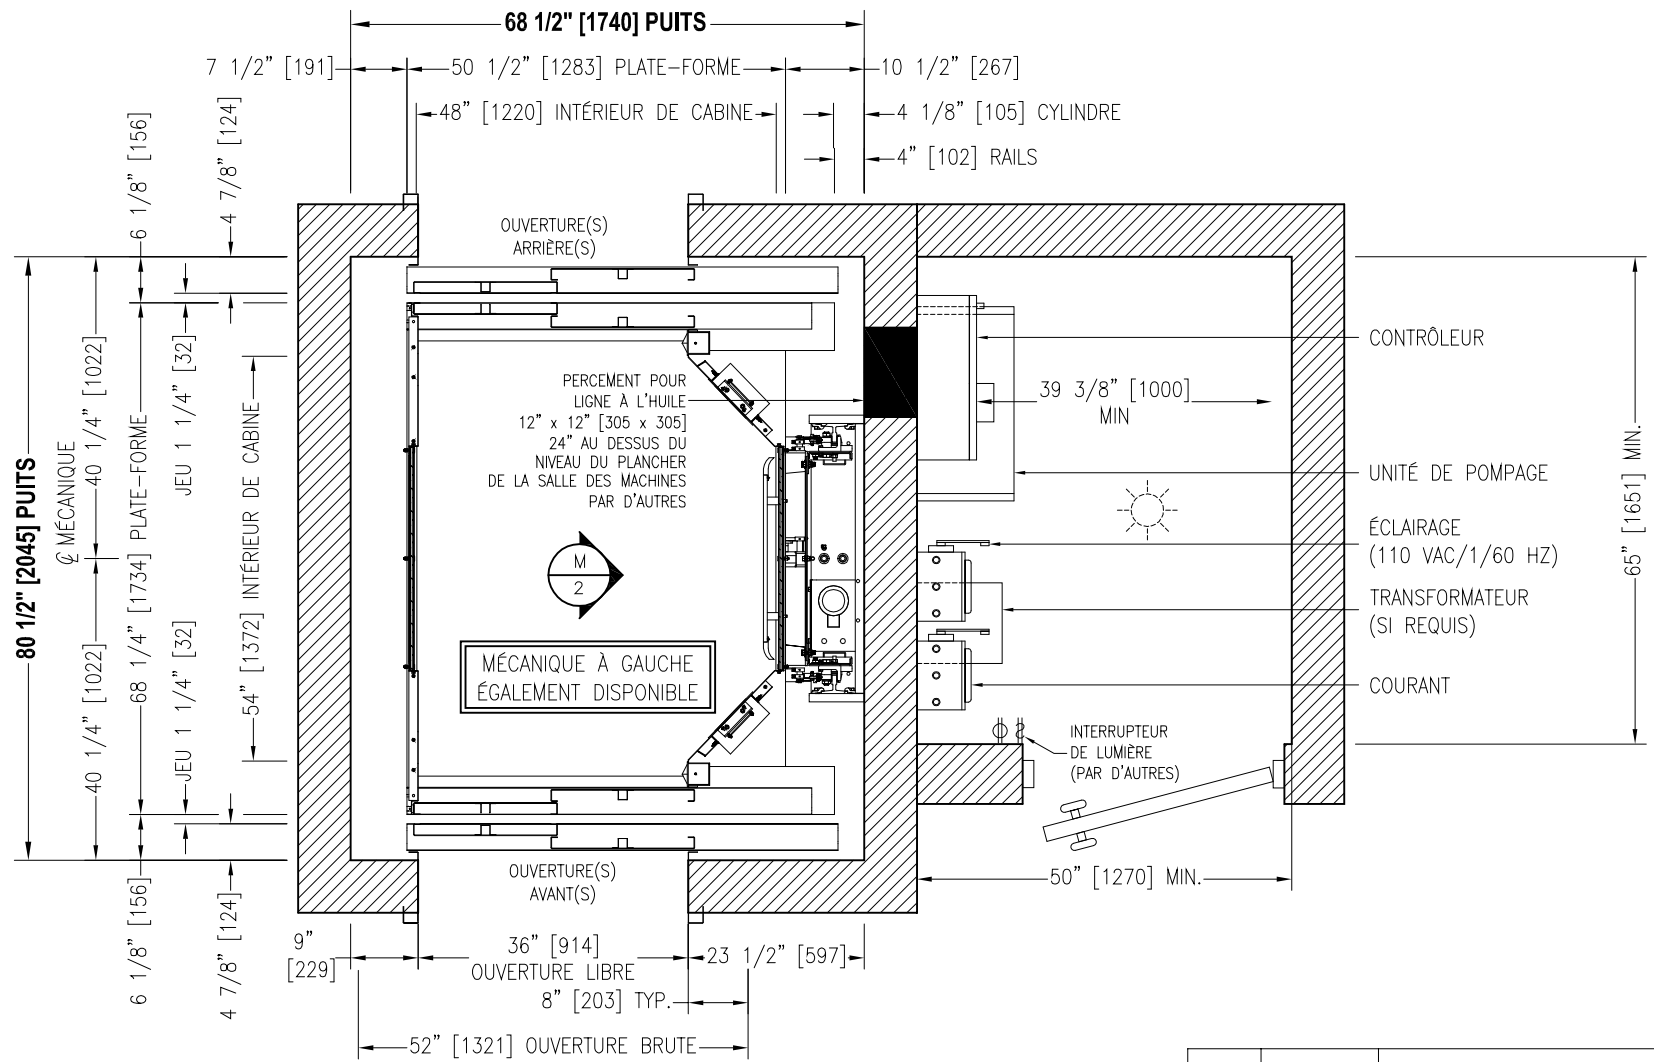 68 1/2" [1740] PUITS
7 1/2" [191]
50 1/2" [1283] PLATE-FORME
10 1/2" [267]
48" [1220] INTÉRIEUR DE CABINE
4 1/8" [105] CYLINDRE
4" [102] RAILS
6 1/8" [156]
4 7/8" [124]
OUVERTURE(S)
ARRIÈRE(S)
80 1/2" [2045] PUITS
℄ MÉCANIQUE
40 1/4" [1022]
40 1/4" [1022]
68 1/4" [1734] PLATE-FORME
JEU 1 1/4" [32]
JEU 1 1/4" [32]
54" [1372] INTÉRIEUR DE CABINE
PERCEMENT POUR
LIGNE À L'HUILE
12" x 12" [305 x 305]
24" AU DESSUS DU
NIVEAU DU PLANCHER
DE LA SALLE DES MACHINES
PAR D'AUTRES
M
2
MÉCANIQUE À GAUCHE
ÉGALEMENT DISPONIBLE
CONTRÔLEUR
39 3/8" [1000]
MIN
UNITÉ DE POMPAGE
ÉCLAIRAGE
(110 VAC/1/60 HZ)
TRANSFORMATEUR
(SI REQUIS)
COURANT
65" [1651] MIN.
INTERRUPTEUR
DE LUMIÈRE
(PAR D'AUTRES)
50" [1270] MIN.
OUVERTURE(S)
AVANT(S)
6 1/8" [156]
4 7/8" [124]
9"
[229]
36" [914]
OUVERTURE LIBRE
23 1/2" [597]
8" [203] TYP.
52" [1321] OUVERTURE BRUTE